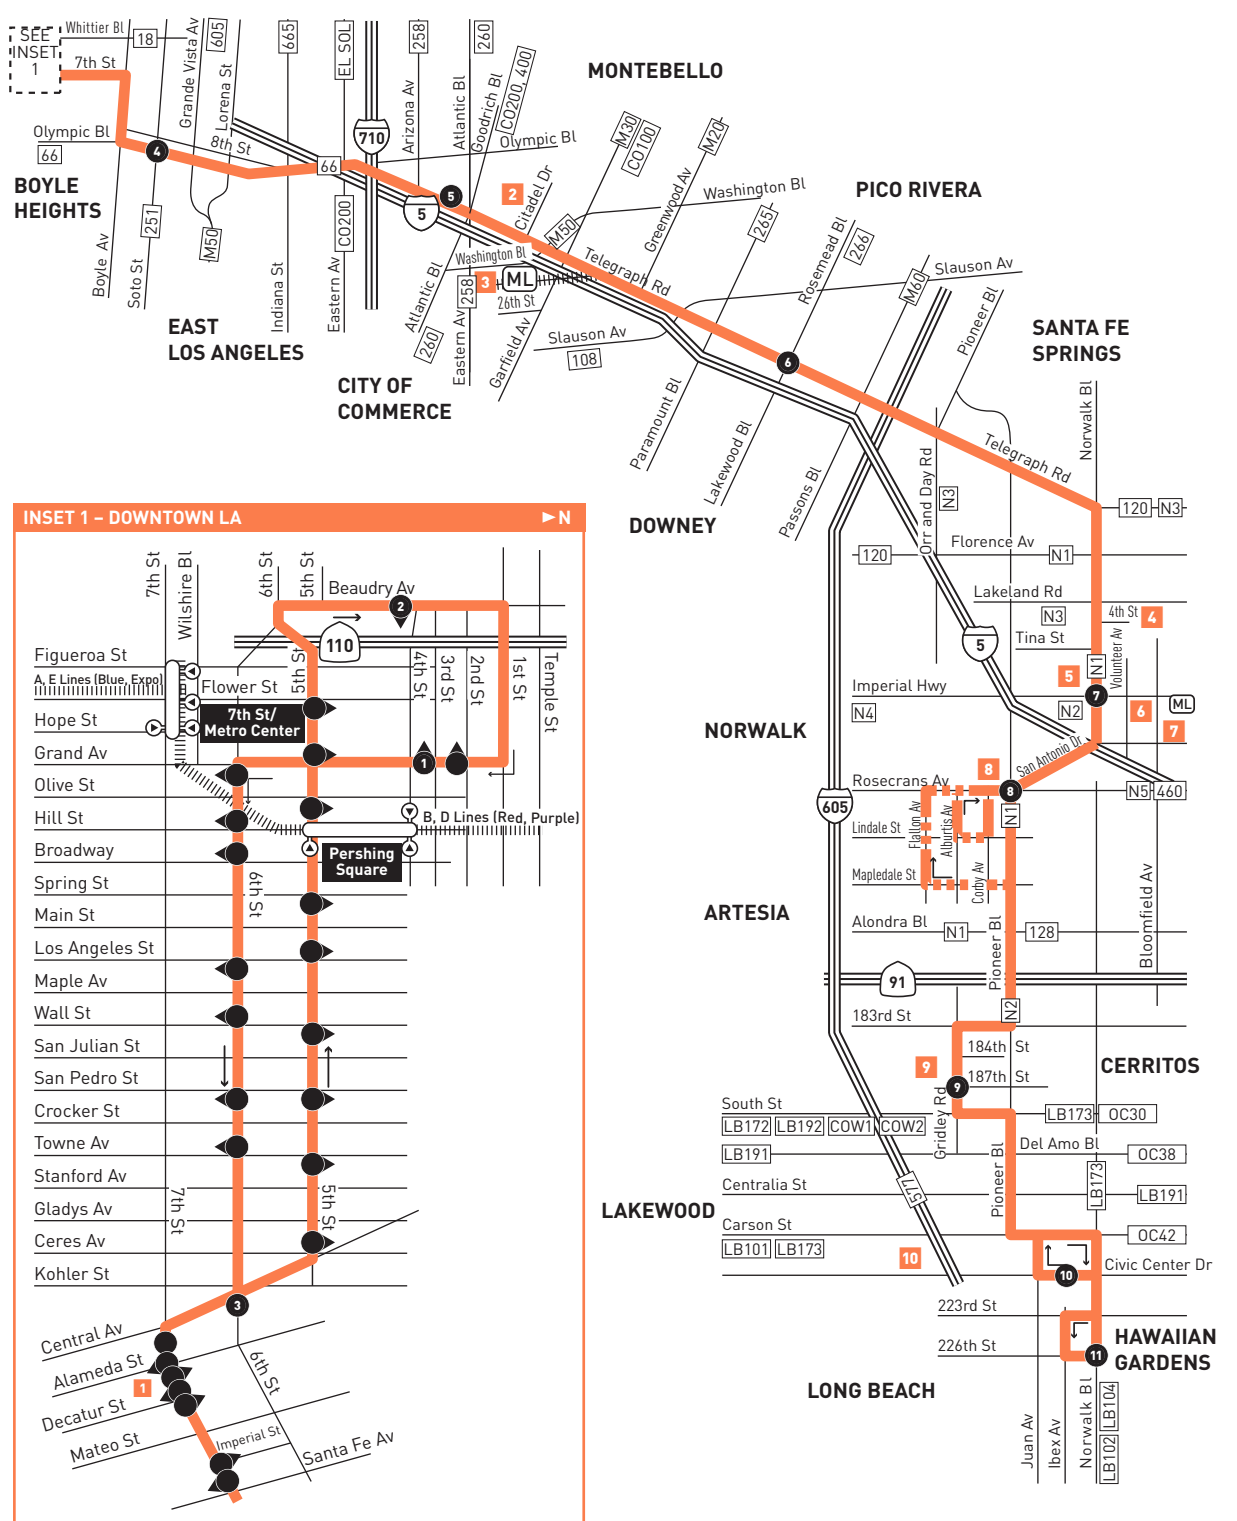 SEE
INSET
1
Whittier Bl
18
7th St
Grande Vista Av
605
Lorena St
665
EL SOL
258
260
Arizona Av
Atlantic Bl
Goodrich Bl
CO200, 400
710
MONTEBELLO
M30
CO100
M20
Olympic Bl
66
8th St
4
66
Olympic Bl
BOYLE
HEIGHTS
251
M50
CO200
5
5
2
Citadel Dr
M50
Washington Bl
Greenwood Av
265
PICO RIVERA
Rosemead Bl
266
M60
Slauson Av
Boyle Av
Soto St
Indiana St
Eastern Av
Atlantic Bl
260
Washington Bl
258
3
ML
26th St
Telegraph Rd
Eastern Av
Garfield Av
Slauson Av
108
EAST
LOS ANGELES
CITY OF
COMMERCE
6
Pioneer Bl
SANTA FE
SPRINGS
Paramount Bl
Lakewood Bl
Passons Bl
Norwalk Bl
Telegraph Rd
DOWNEY
Orr and Day Rd
N3
120
N3
120
Florence Av
N1
Lakeland Rd
N3
4th St
4
Tina St
Volunteer Av
5
N1
5
Imperial Hwy
7
N4
N2
6
ML
7
NORWALK
San Antonio Dr
8
Rosecrans Av
8
N5
460
605
Flallon Av
Alburtis Av
N1
Lindale St
Mapledale St
Corby Av
Bloomfield Av
ARTESIA
Alondra Bl
N1
128
Pioneer Bl
91
N2
183rd St
184th St
CERRITOS
9
9
187th St
South St
Gridley Rd
LB173
OC30
LB172
LB192
COW1
COW2
LB191
Del Amo Bl
OC38
Pioneer Bl
LB173
Centralia St
577
LB191
LAKEWOOD
Carson St
OC42
LB101
LB173
10
10
Civic Center Dr
223rd St
226th St
11
HAWAIIAN
GARDENS
LONG BEACH
Juan Av
Ibex Av
Norwalk Bl
LB102
LB104
INSET 1 – DOWNTOWN LA
N
7th St
Wilshire Bl
6th St
5th St
Beaudry Av
2
110
Figueroa St
A, E Lines (Blue, Expo)
Flower St
5th St
4th St
3rd St
2nd St
1st St
Temple St
Hope St
7th St/
Metro Center
Grand Av
1
Olive St
Hill St
B, D Lines (Red, Purple)
Broadway
Pershing
Square
Spring St
6th St
Main St
Los Angeles St
Maple Av
Wall St
San Julian St
San Pedro St
Crocker St
Towne Av
Stanford Av
7th St
5th St
Gladys Av
Ceres Av
Kohler St
3
Central Av
Alameda St
1
6th St
Decatur St
Mateo St
Imperial St
Santa Fe Av